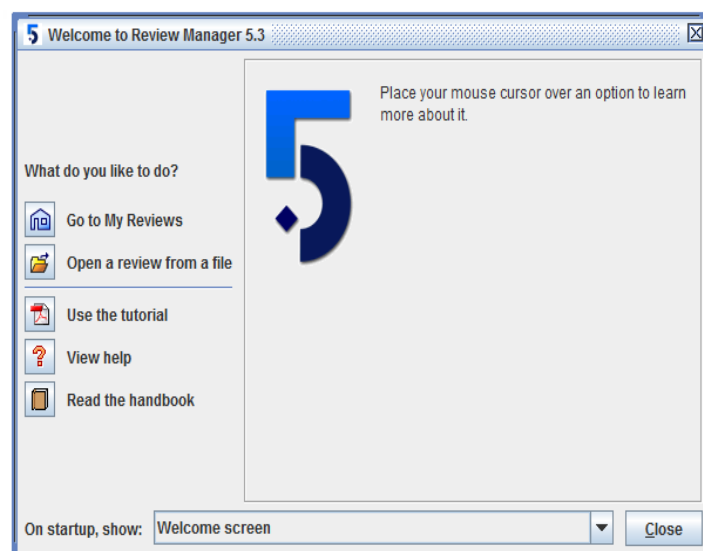 5 Welcome to Review Manager 5.3
Place your mouse cursor over an option to learn
more about it.
5
What do you like to do?
Go to My Reviews
Open a review from a file
Use the tutorial
View help
Read the handbook
On startup, show: Welcome screen Close